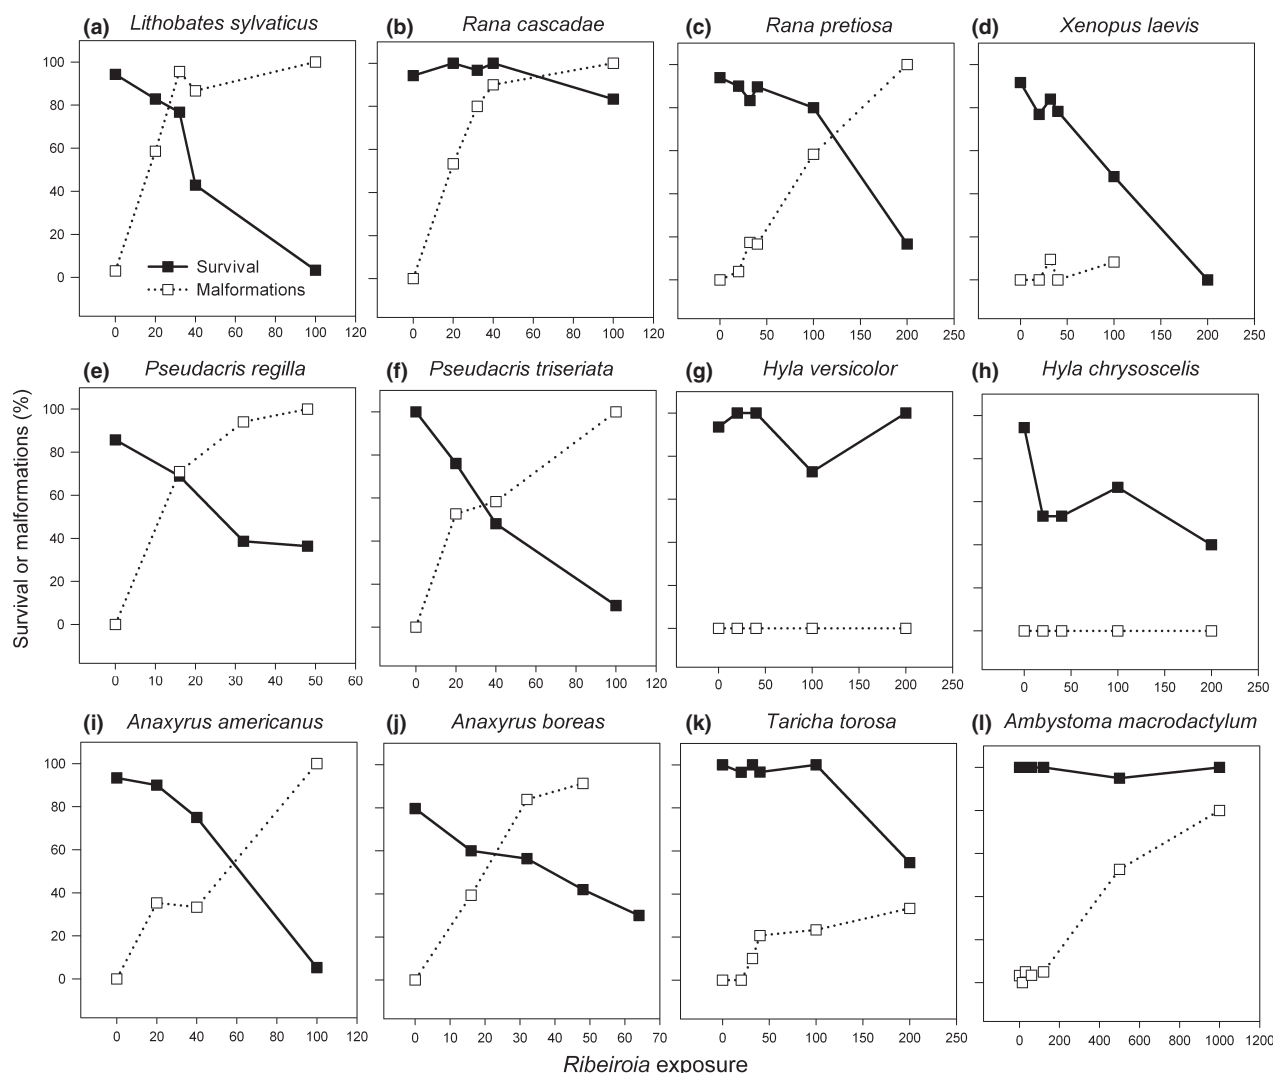 (a) Lithobates sylvaticus (b) Rana cascadae (c) Rana pretiosa (d) Xenopus laevis
100
80
60
40
20
0
Survival
Malformations
0 20 40 60 80 100 120 0 20 40 60 80 100 120 0 50 100 150 200 250 0 50 100 150 200 250
(e) Pseudacris regilla (f) Pseudacris triseriata (g) Hyla versicolor (h) Hyla chrysoscelis
Survival or malformations (%)
100
80
60
40
20
0
0 10 20 30 40 50 60 0 20 40 60 80 100 120 0 50 100 150 200 250 0 50 100 150 200 250
(i) Anaxyrus americanus (j) Anaxyrus boreas (k) Taricha torosa (l) Ambystoma macrodactylum
100
80
60
40
20
0
0 20 40 60 80 100 120 0 10 20 30 40 50 60 70 0 50 100 150 200 250 0 200 400 600 800 1000 1200
Ribeiroia exposure